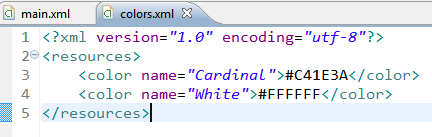 main.xml colors.xml
1 <?xml version="1.0" encoding="utf-8"?>
2 <resources>
3 <color name="Cardinal">#C41E3A</color>
4 <color name="White">#FFFFFF</color>
5 </resources>